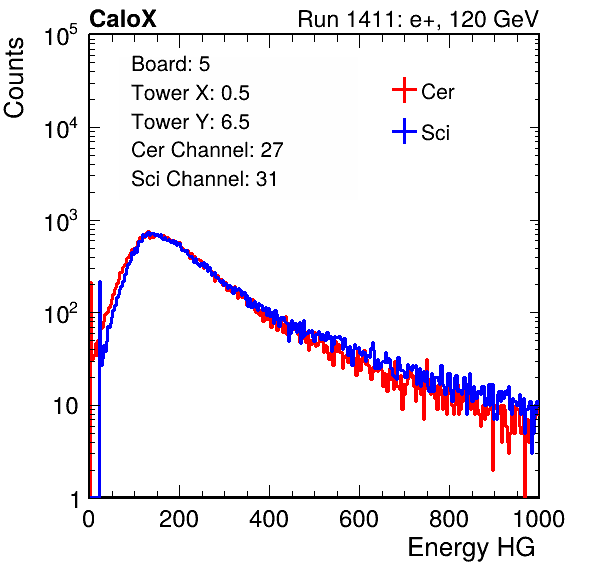 CaloX Run 1411: e+, 120 GeV
Counts
Board: 5
Tower X: 0.5
Tower Y: 6.5
Cer Channel: 27
Sci Channel: 31
Cer
Sci
10^5
10^4
10^3
10^2
10
1
0 200 400 600 800 1000
Energy HG